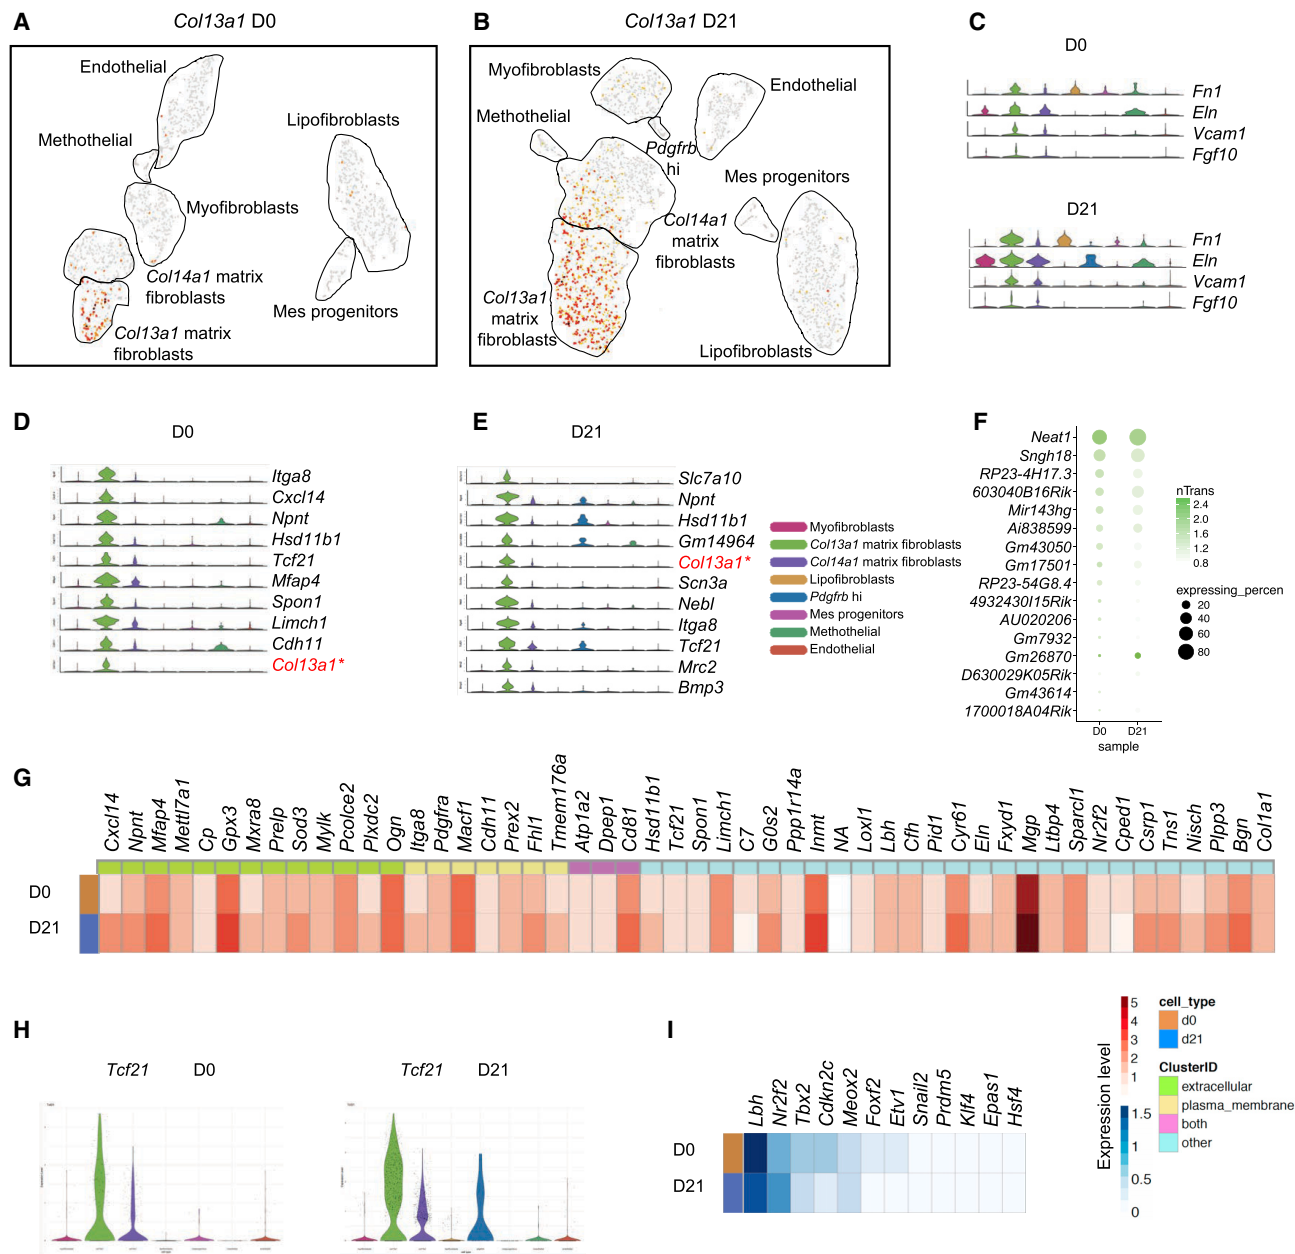 A
Col13a1 D0
Endothelial
Methothelial
Lipofibroblasts
Myofibroblasts
Col14a1 matrix
fibroblasts
Col13a1 matrix
fibroblasts
Mes progenitors
B
Col13a1 D21
Myofibroblasts
Endothelial
Methothelial
Pdgfrb
hi
Mes progenitors
Col14a1
matrix
fibroblasts
Col13a1
matrix
fibroblasts
Lipofibroblasts
C
D0
Fn1
Eln
Vcam1
Fgf10
D21
Fn1
Eln
Vcam1
Fgf10
D
D0
Itga8
Cxcl14
Npnt
Hsd11b1
Tcf21
Mfap4
Spon1
Limch1
Cdh11
Col13a1*
E
D21
Slc7a10
Npnt
Hsd11b1
Gm14964
Col13a1*
Scn3a
Nebl
Itga8
Tcf21
Mrc2
Bmp3
Myofibroblasts
Col13a1 matrix fibroblasts
Col14a1 matrix fibroblasts
Lipofibroblasts
Pdgfrb hi
Mes progenitors
Methothelial
Endothelial
F
Neat1
Sngh18
RP23-4H17.3
603040B16Rik
Mir143hg
Ai838599
Gm43050
Gm17501
RP23-54G8.4
4932430I15Rik
AU020206
Gm7932
Gm26870
D630029K05Rik
Gm43614
1700018A04Rik
D0
D21
sample
nTrans
2.4
2.0
1.6
1.2
0.8
expressing_percen
20
40
60
80
G
Cxcl14
Npnt
Mfap4
Mettl7a1
Cp
Gpx3
Mxra8
Prelp
Sod3
Mylk
Pcolce2
Plxdc2
Ogn
Itga8
Pdgfra
Macf1
Cdh11
Prex2
Fhl1
Tmem176a
Atp1a2
Dpep1
Cd81
Hsd11b1
Tcf21
Spon1
Limch1
C7
G0s2
Ppp1r14a
Inmt
NA
Loxl1
Lbh
Cfh
Pid1
Cyr61
Eln
Fxyd1
Mgp
Ltbp4
Sparcl1
Nr2f2
Cped1
Csrp1
Tns1
Nisch
Plpp3
Bgn
Col1a1
D0
D21
H
Tcf21 D0
Tcf21 D21
I
Lbh
Nr2f2
Tbx2
Cdkn2c
Meox2
Foxf2
Etv1
Snail2
Prdm5
Klf4
Epas1
Hsf4
D0
D21
Expression level
5
4
3
2
1
1.5
1
0.5
0
cell_type
d0
d21
ClusterID
extracellular
plasma_membrane
both
other